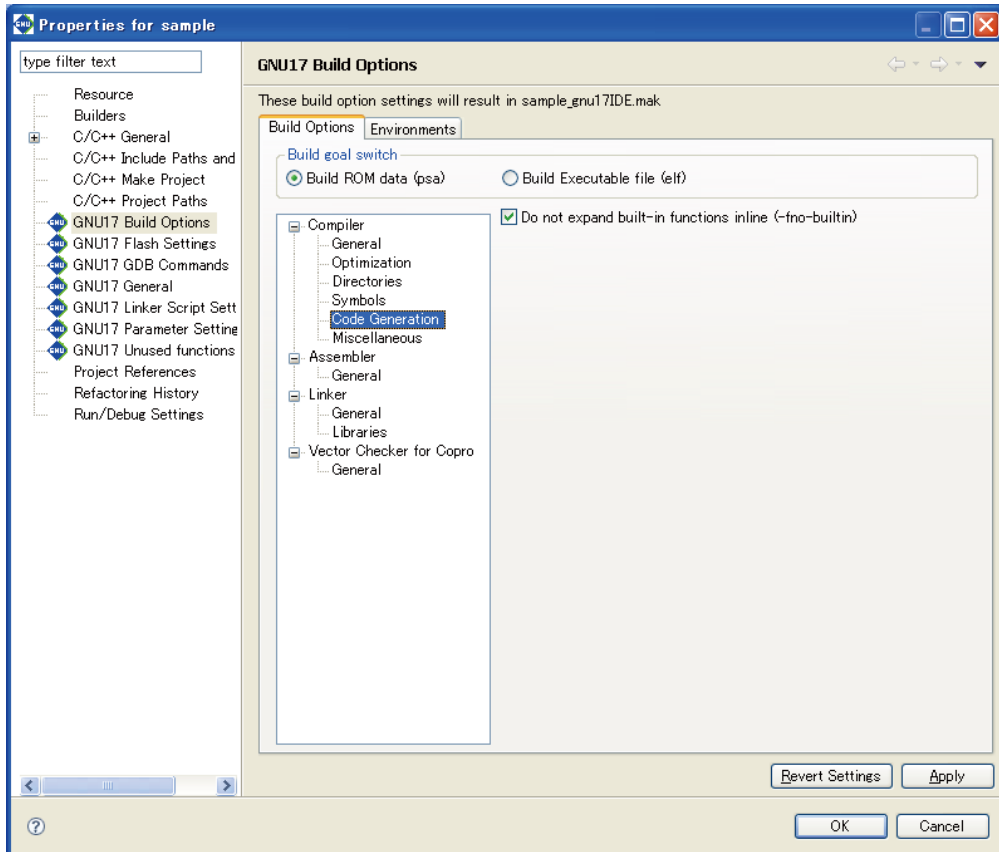 Properties for sample
type filter text
Resource
Builders
C/C++ General
C/C++ Include Paths and
C/C++ Make Project
C/C++ Project Paths
GNU17 Build Options
GNU17 Flash Settings
GNU17 GDB Commands
GNU17 General
GNU17 Linker Script Sett
GNU17 Parameter Setting
GNU17 Unused functions
Project References
Refactoring History
Run/Debug Settings
GNU17 Build Options
These build option settings will result in sample_gnu17IDE.mak
Build Options Environments
Build goal switch
Build ROM data (psa) Build Executable file (elf)
Compiler
General
Optimization
Directories
Symbols
Code Generation
Miscellaneous
Assembler
General
Linker
General
Libraries
Vector Checker for Copro
General
Do not expand built-in functions inline (-fno-builtin)
Revert Settings Apply
OK Cancel